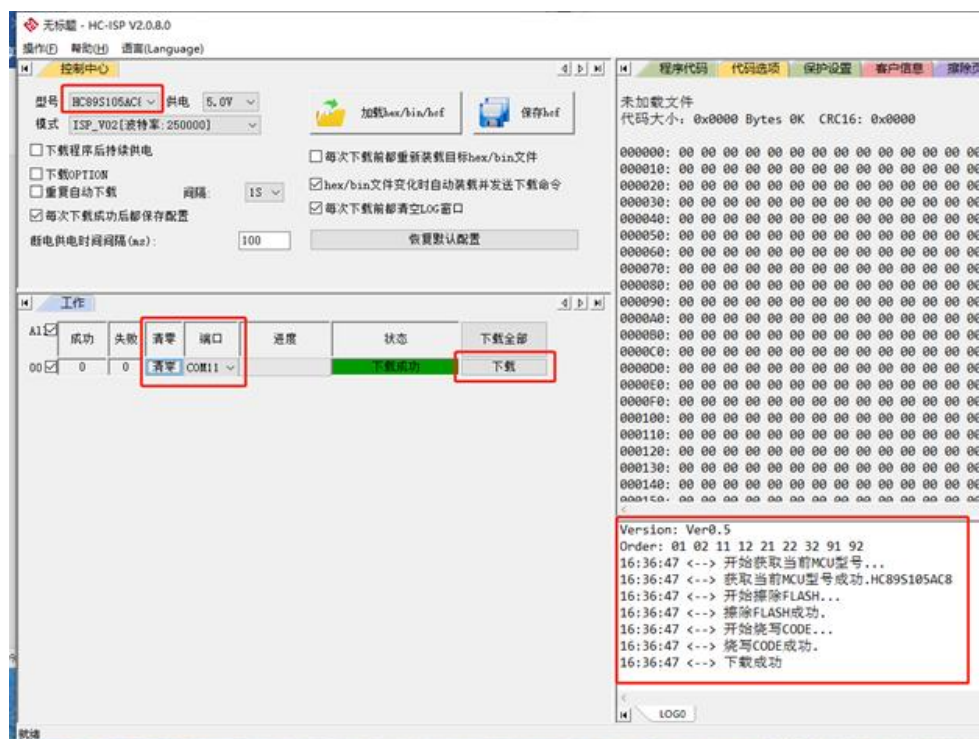 无标题 - HC-ISP V2.0.8.0
操作(F) 帮助(H) 语言(Language)
控制中心
型号 HC89S105AC8 供电 5.0V
模式 ISP_V02[波特率:250000]
加载hex/bin/hcf
保存hcf
下载程序后持续供电
下载OPTION
重复自动下载 间隔: 1S
每次下载成功后都保存配置
断电供电时间间隔(ms): 100
每次下载前都重新装载目标hex/bin文件
hex/bin文件变化时自动装载并发送下载命令
每次下载前都清空LOG窗口
恢复默认配置
工作
All 成功 失败 清零 端口 进度 状态 下载全部
00 0 0 清零 COM11 下载成功 下载
程序代码 代码选项 保护设置 客户信息
未加载文件
代码大小: 0x0000 Bytes 0K CRC16: 0x0000
000000: 00 00 00 00 00 00 00 00 00 00 00 00 00
000010: 00 00 00 00 00 00 00 00 00 00 00 00 00
000020: 00 00 00 00 00 00 00 00 00 00 00 00 00
000030: 00 00 00 00 00 00 00 00 00 00 00 00 00
000040: 00 00 00 00 00 00 00 00 00 00 00 00 00
000050: 00 00 00 00 00 00 00 00 00 00 00 00 00
000060: 00 00 00 00 00 00 00 00 00 00 00 00 00
000070: 00 00 00 00 00 00 00 00 00 00 00 00 00
000080: 00 00 00 00 00 00 00 00 00 00 00 00 00
000090: 00 00 00 00 00 00 00 00 00 00 00 00 00
0000A0: 00 00 00 00 00 00 00 00 00 00 00 00 00
0000B0: 00 00 00 00 00 00 00 00 00 00 00 00 00
0000C0: 00 00 00 00 00 00 00 00 00 00 00 00 00
0000D0: 00 00 00 00 00 00 00 00 00 00 00 00 00
0000E0: 00 00 00 00 00 00 00 00 00 00 00 00 00
0000F0: 00 00 00 00 00 00 00 00 00 00 00 00 00
000100: 00 00 00 00 00 00 00 00 00 00 00 00 00
000110: 00 00 00 00 00 00 00 00 00 00 00 00 00
000120: 00 00 00 00 00 00 00 00 00 00 00 00 00
000130: 00 00 00 00 00 00 00 00 00 00 00 00 00
000140: 00 00 00 00 00 00 00 00 00 00 00 00 00
Version: Ver0.5
Order: 01 02 11 12 21 22 32 91 92
16:36:47 <--> 开始获取当前MCU型号...
16:36:47 <--> 获取当前MCU型号成功.HC89S105AC8
16:36:47 <--> 开始擦除FLASH...
16:36:47 <--> 擦除FLASH成功.
16:36:47 <--> 开始烧写CODE...
16:36:47 <--> 烧写CODE成功.
16:36:47 <--> 下载成功
LOG0
就绪